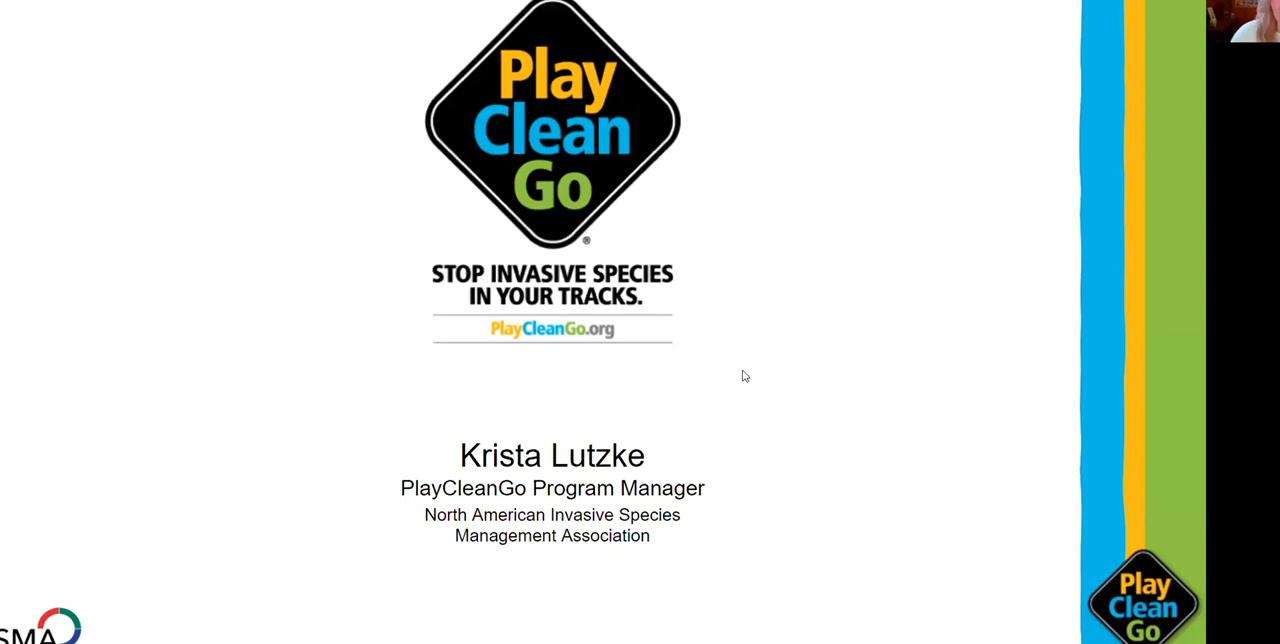 Play
Clean
Go
®
STOP INVASIVE SPECIES
IN YOUR TRACKS.
PlayCleanGo.org
Krista Lutzke
PlayCleanGo Program Manager
North American Invasive Species
Management Association
Play
Clean
Go